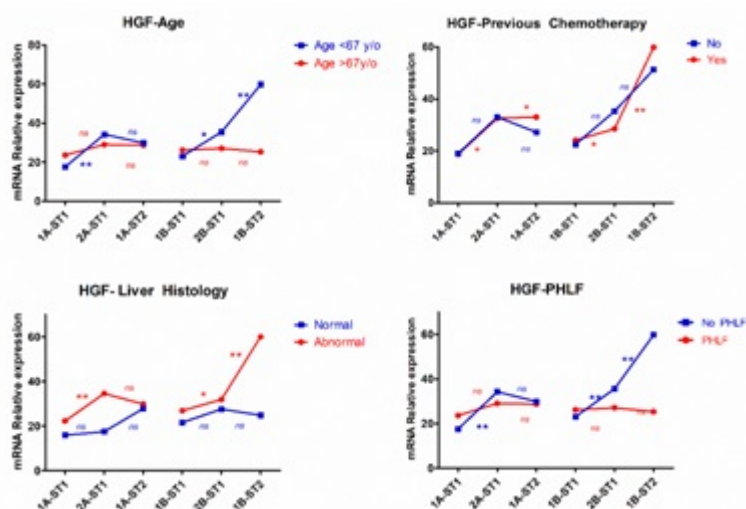 HGF-Age
Age <67 y/o
Age >67y/o
mRNA Relative expression
80
60
40
20
0
ns
**
ns
ns
*
ns
**
ns
1A-ST1
2A-ST1
1A-ST2
1B-ST1
2B-ST1
1B-ST2
HGF-Previous Chemotherapy
No
Yes
mRNA Relative expression
60
40
20
0
ns
*
*
ns
ns
*
ns
**
1A-ST1
2A-ST1
1A-ST2
1B-ST1
2B-ST1
1B-ST2
HGF- Liver Histology
Normal
Abnormal
mRNA Relative expression
60
40
20
0
**
ns
ns
ns
*
ns
**
ns
1A-ST1
2A-ST1
1A-ST2
1B-ST1
2B-ST1
1B-ST2
HGF-PHLF
No PHLF
PHLF
mRNA Relative expression
60
40
20
0
ns
**
ns
ns
**
ns
**
1A-ST1
2A-ST1
1A-ST2
1B-ST1
2B-ST1
1B-ST2